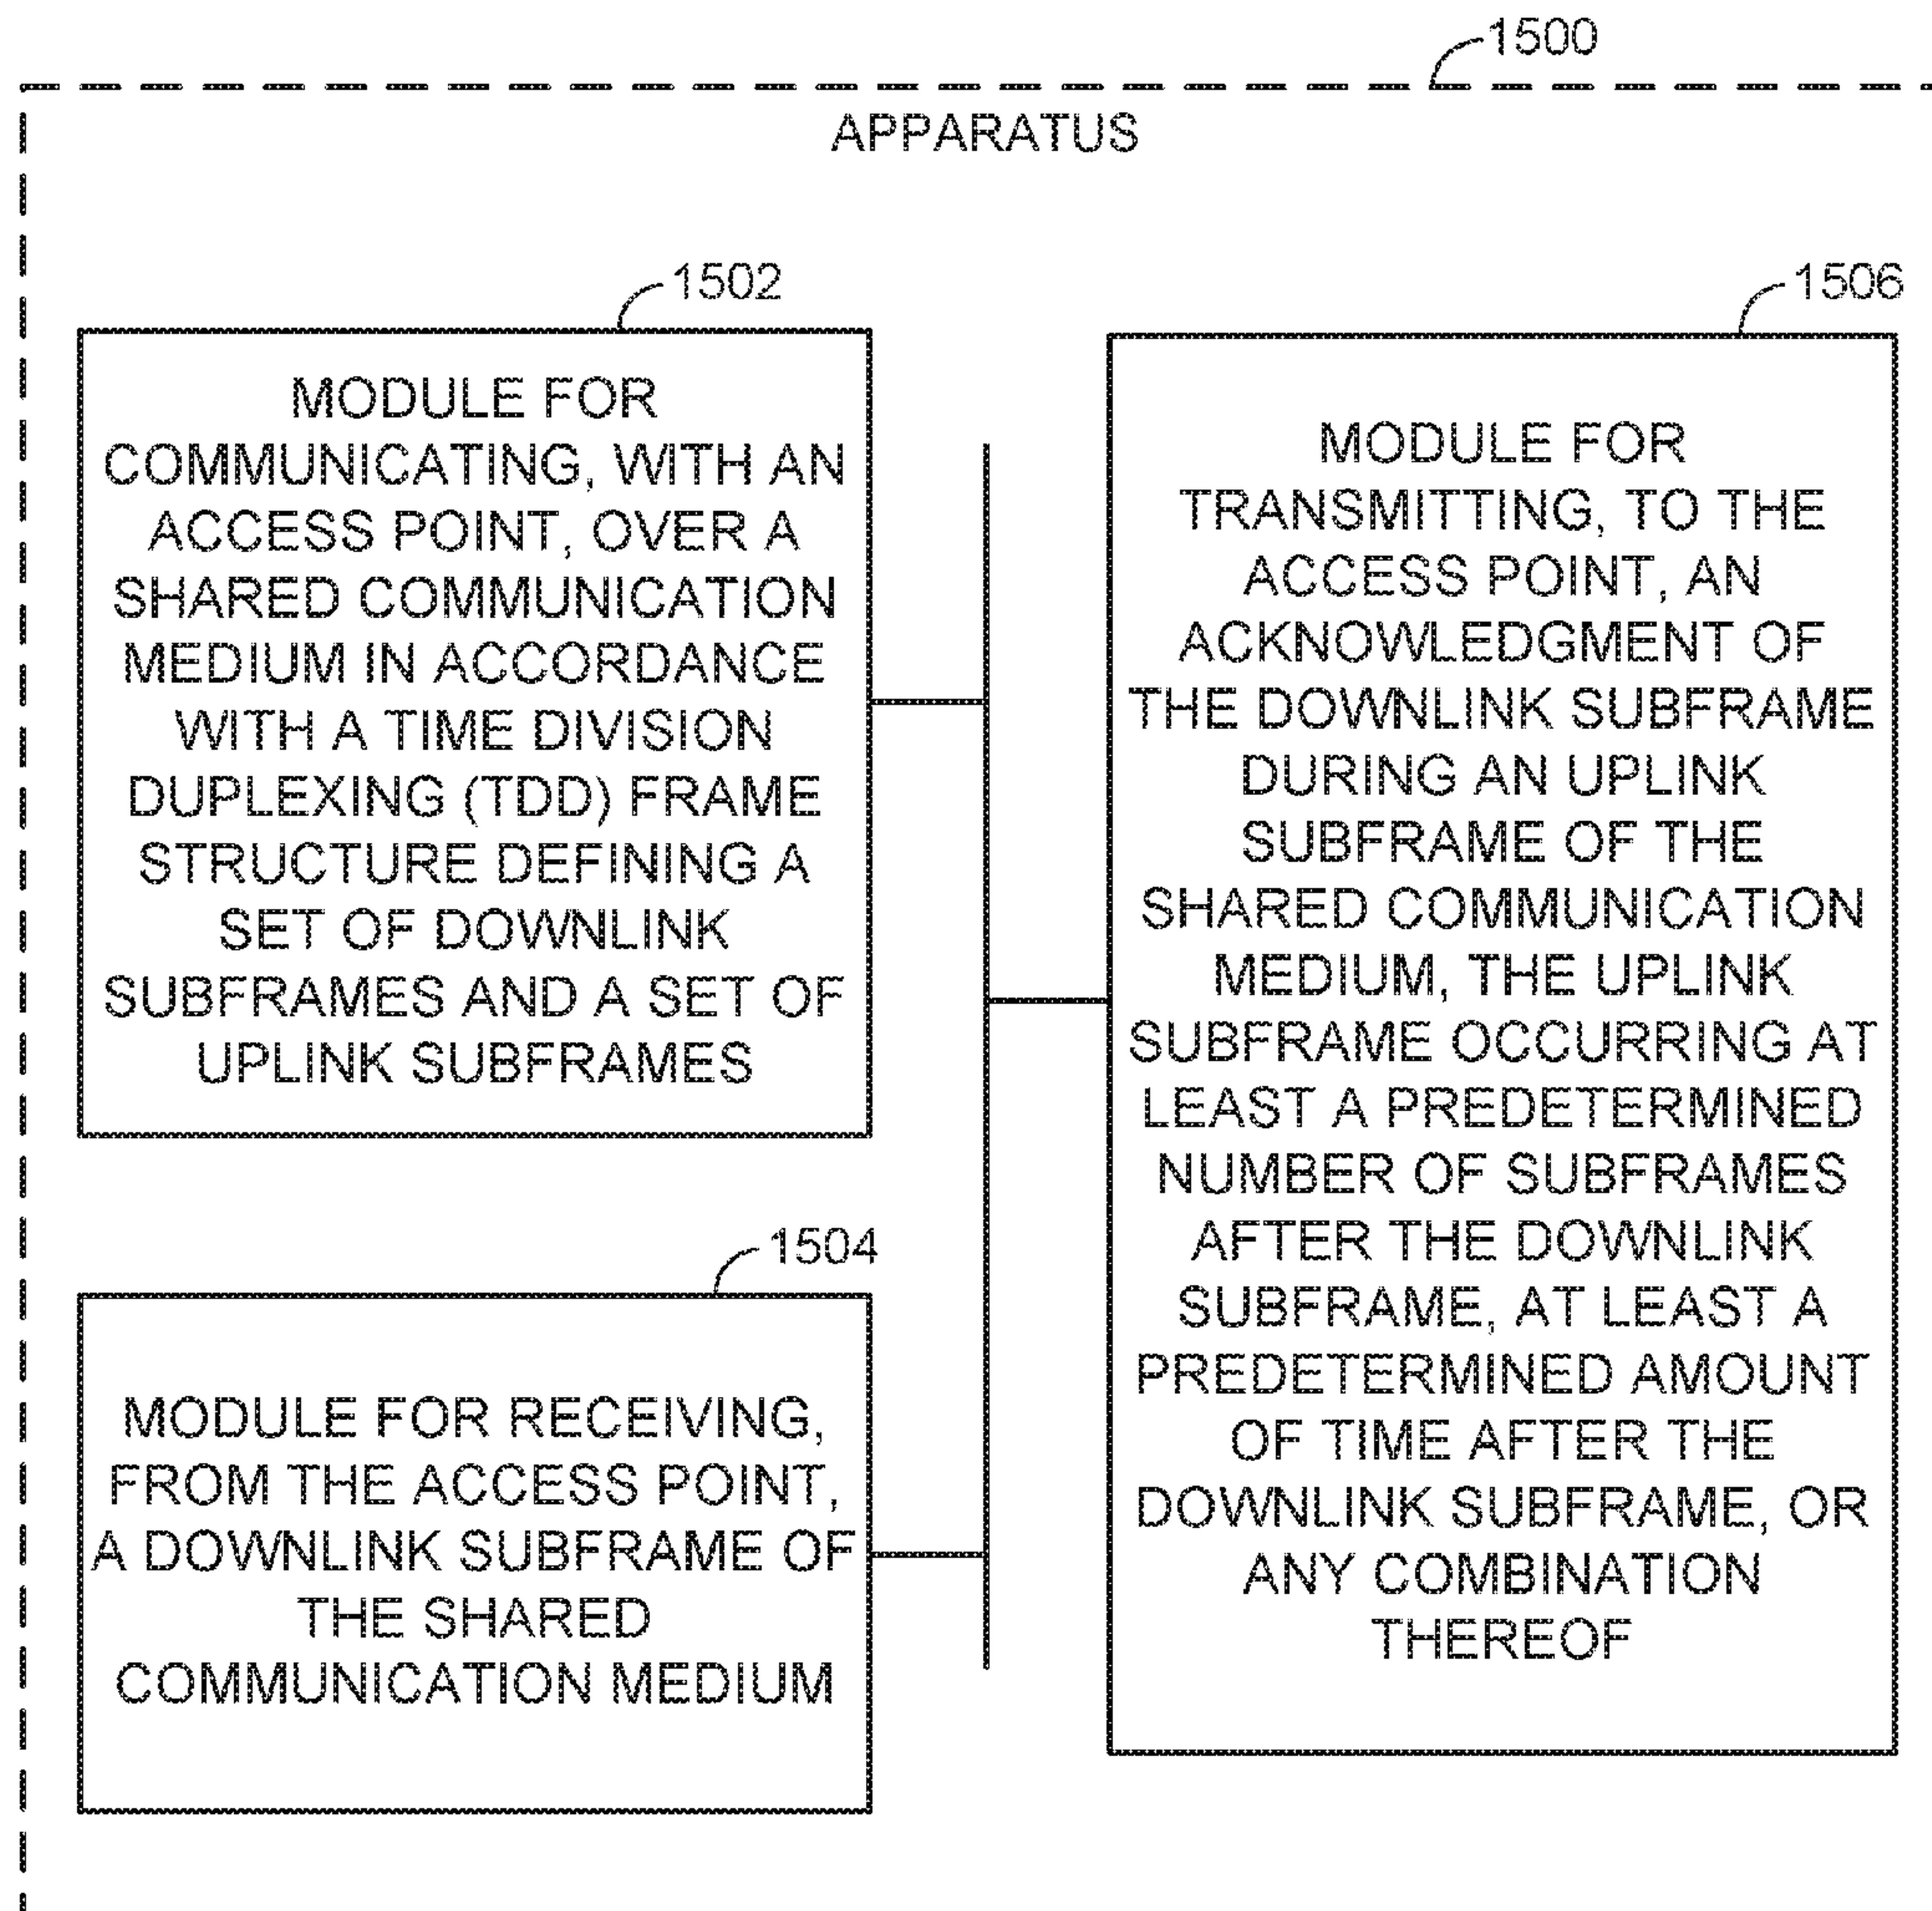 1500
APPARATUS
1502
MODULE FOR
COMMUNICATING, WITH AN
ACCESS POINT, OVER A
SHARED COMMUNICATION
MEDIUM IN ACCORDANCE
WITH A TIME DIVISION
DUPLEXING (TDD) FRAME
STRUCTURE DEFINING A
SET OF DOWNLINK
SUBFRAMES AND A SET OF
UPLINK SUBFRAMES
1504
MODULE FOR RECEIVING,
FROM THE ACCESS POINT,
A DOWNLINK SUBFRAME OF
THE SHARED
COMMUNICATION MEDIUM
1506
MODULE FOR
TRANSMITTING, TO THE
ACCESS POINT, AN
ACKNOWLEDGMENT OF
THE DOWNLINK SUBFRAME
DURING AN UPLINK
SUBFRAME OF THE
SHARED COMMUNICATION
MEDIUM, THE UPLINK
SUBFRAME OCCURRING AT
LEAST A PREDETERMINED
NUMBER OF SUBFRAMES
AFTER THE DOWNLINK
SUBFRAME, AT LEAST A
PREDETERMINED AMOUNT
OF TIME AFTER THE
DOWNLINK SUBFRAME, OR
ANY COMBINATION
THEREOF